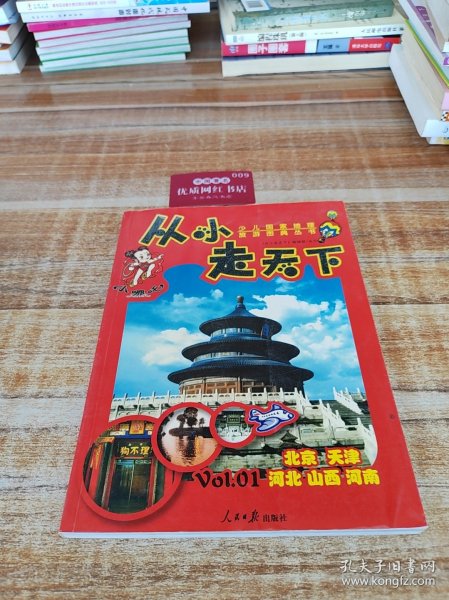 009
优质网红书店
从小
少儿国家地理
旅游图典丛书
走天下
狗不理
北京·天津
Vol:01
河北 山西 河南
人民日报出版社
孔夫子旧书网
www.kongfz.com